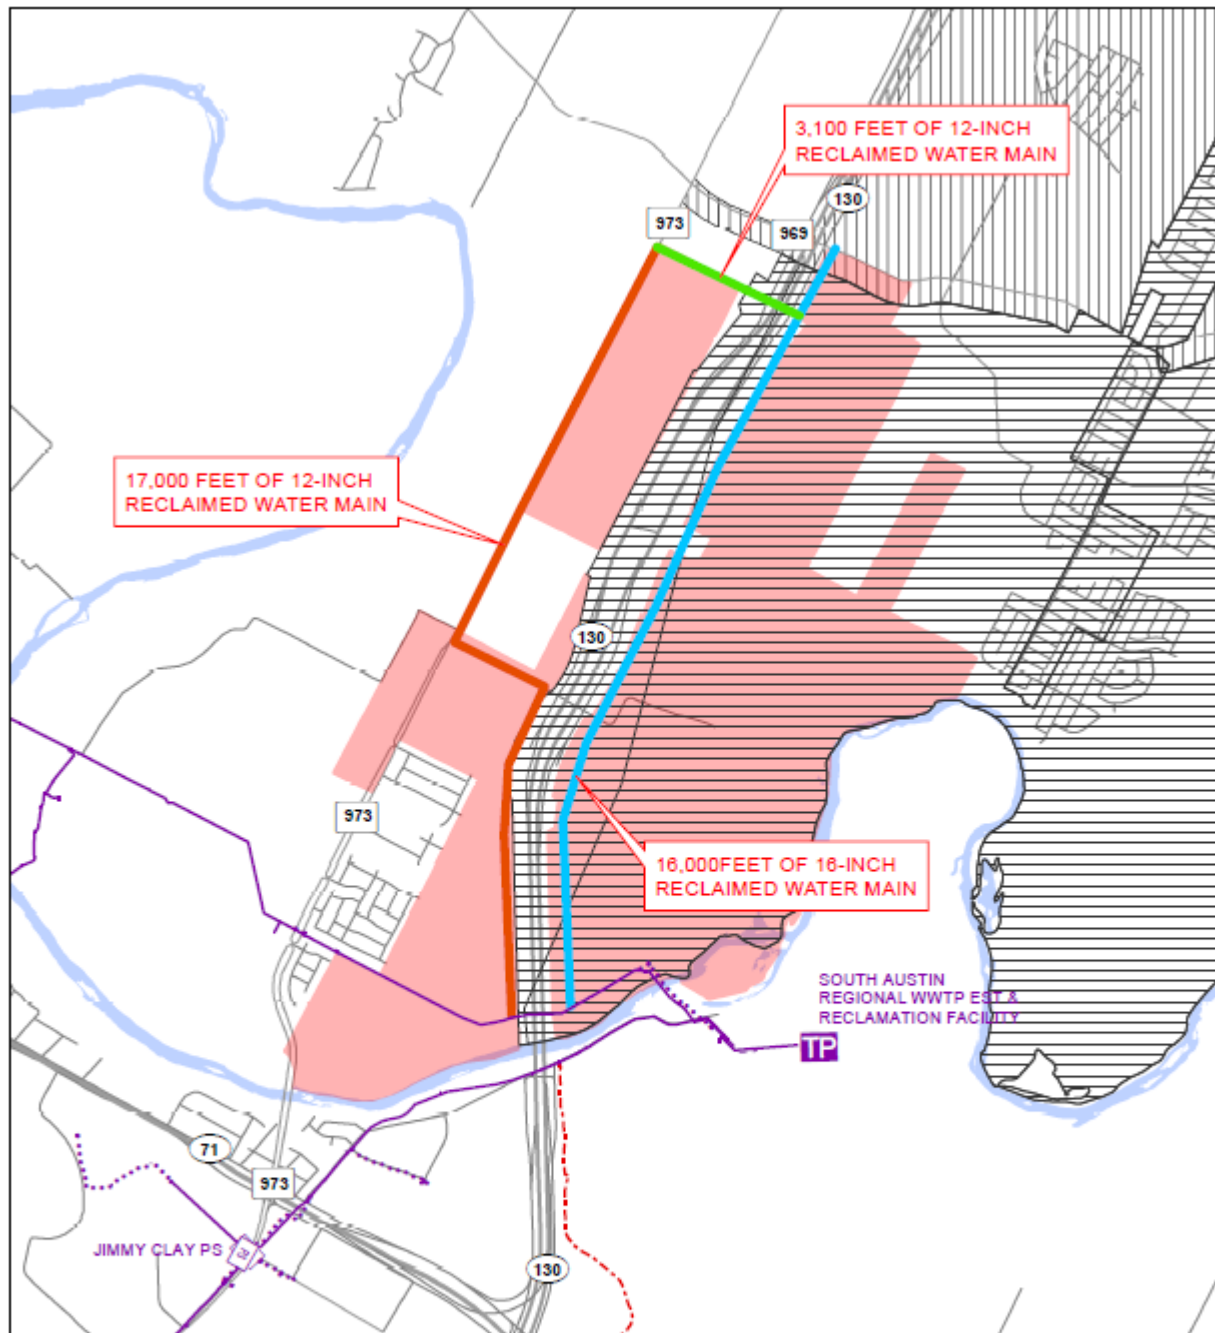 3,100 FEET OF 12-INCH
RECLAIMED WATER MAIN
130
973
969
17,000 FEET OF 12-INCH
RECLAIMED WATER MAIN
130
973
16,000FEET OF 16-INCH
RECLAIMED WATER MAIN
SOUTH AUSTIN
REGIONAL WWTP EST &
RECLAMATION FACILITY
TP
71
973
JIMMY CLAY PS
130